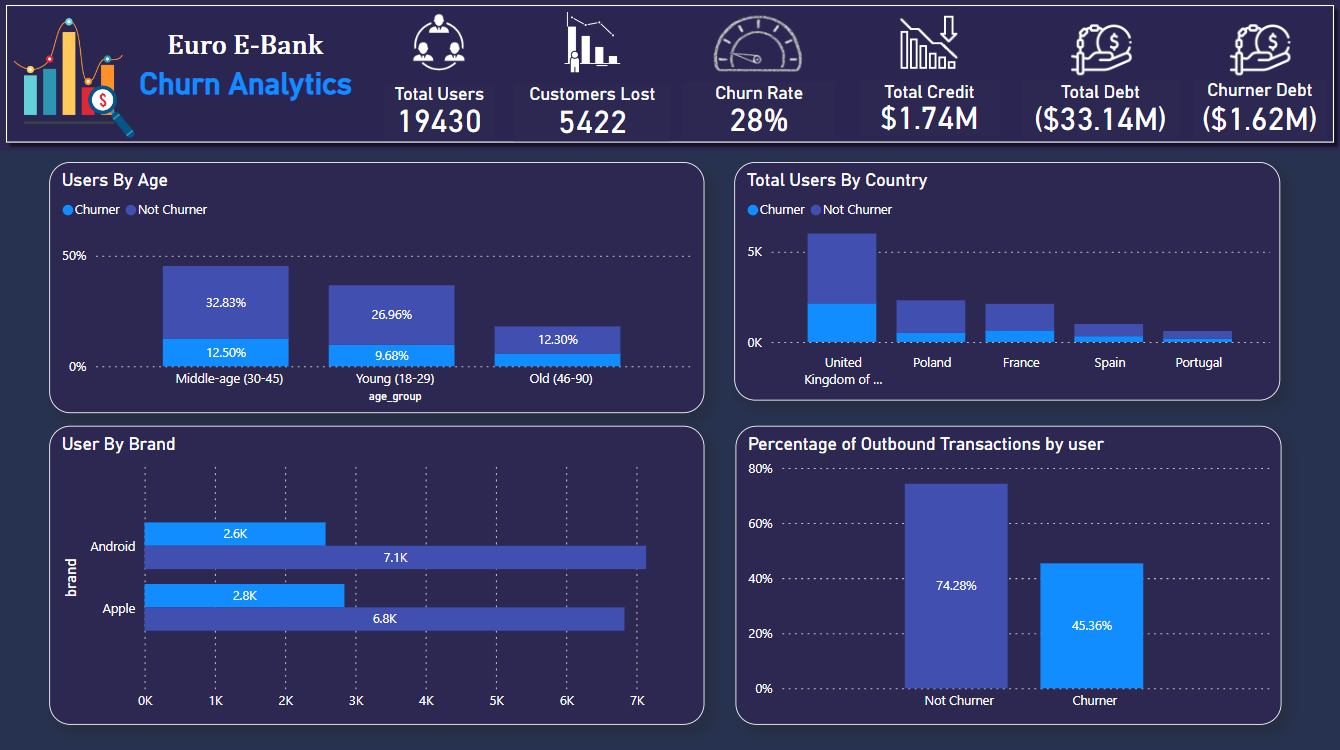 Euro E-Bank
Churn Analytics
Total Users
19430
Customers Lost
5422
Churn Rate
28%
Total Credit
$1.74M
Total Debt
($33.14M)
Churner Debt
($1.62M)
$
$
$
Users By Age
Churner Not Churner
50%
0%
32.83%
12.50%
26.96%
9.68%
12.30%
Middle-age (30-45) Young (18-29) Old (46-90)
age_group
Total Users By Country
Churner Not Churner
5K
0K
United
Kingdom of ...
Poland
France
Spain
Portugal
User By Brand
brand
Android
2.6K
7.1K
Apple
2.8K
6.8K
0K 1K 2K 3K 4K 5K 6K 7K
Percentage of Outbound Transactions by user
80%
60%
40%
20%
0%
74.28%
45.36%
Not Churner Churner